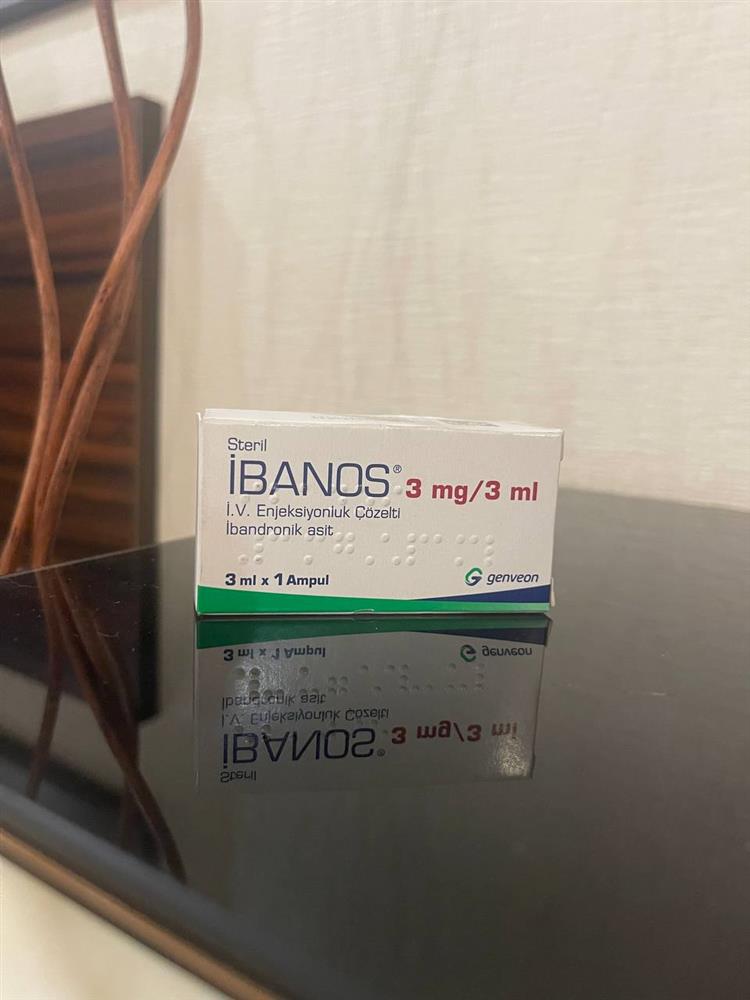 Steril
İBANOS® 3 mg/3 ml
İ.V. Enjeksiyonluk Çözelti
İbandronik asit
3 ml x 1 Ampul
genveon